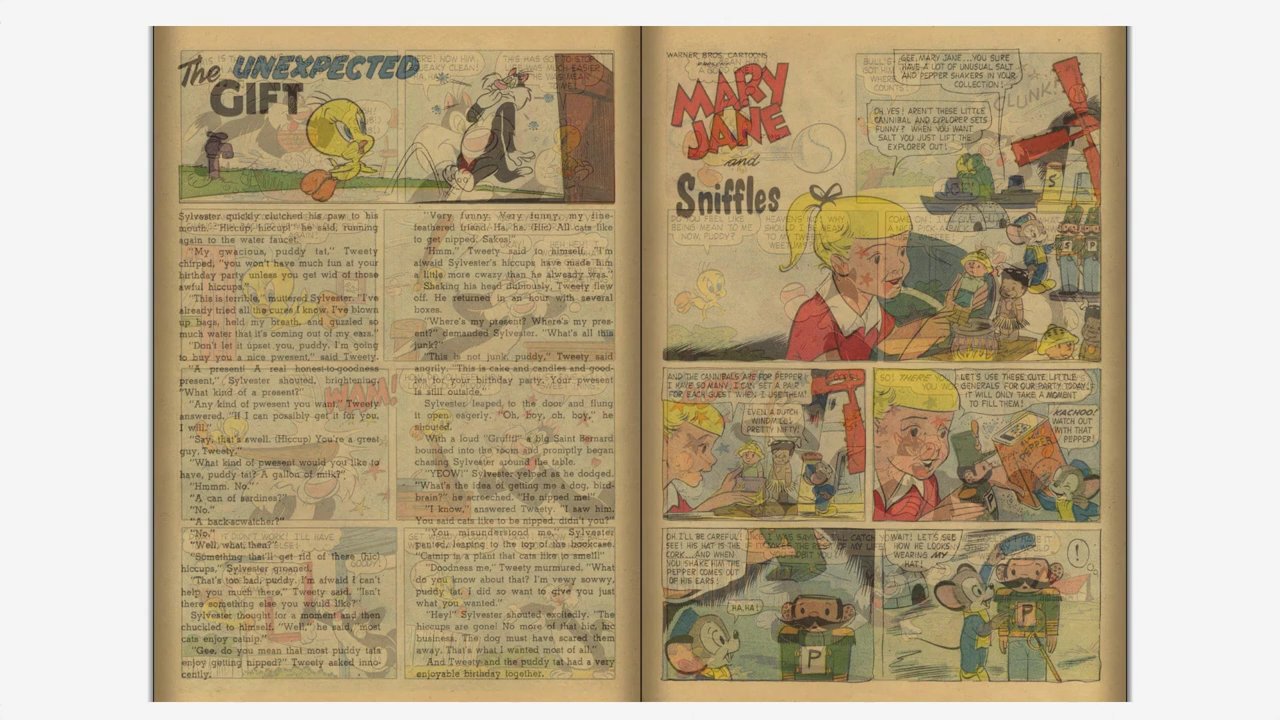 The UNEXPECTED
GIFT
Sylvester quickly clutched his paw to his
mouth. "Hiccup, hiccup!" he said, running
again to the water faucet.
"My gwacious, puddy tat," Tweety
chirped, "you won't have much fun at your
birthday party unless you get wid of those
awful hiccups."
"This is terrible," muttered Sylvester. "I've
already tried all the cures I know. I've blown
up bags, held my breath, and guzzled so
much water that it's coming out of my ears."
"Don't let it upset you, puddy. I'm going
to buy you a nice pwesent," said Tweety.
"A present! A real honest-to-goodness
present," Sylvester shouted, brightening.
"What kind of a present?"
"Any kind of pwesent you want," Tweety
answered. "If I can possibly get it for you,
I will."
"Say, that's swell. (Hiccup) You're a great
guy, Tweety."
"What kind of pwesent would you like to
have, puddy-tat? A gallon of milk?"
"Hmmm. No."
"A can of sardines?"
"No."
"A back-scwatcher?"
"No."
"Well, what, then?"
"Something that'll get rid of these (hic)
hiccups," Sylvester groaned.
"That's too bad, puddy. I'm afwaid I can't
help you much there," Tweety said. "Isn't
there something else you would like?"
Sylvester thought for a moment and then
chuckled to himself. "Well," he said, "most
cats enjoy catnip."
"Gee, do you mean that most puddy tats
enjoy getting nipped?" Tweety asked inno-
cently.
"Very funny. Very funny, my fine-
feathered friend. Ha, ha. (Hic) All cats like
to get nipped. Sakes!"
"Hmm," Tweety said to himself. "I'm
afwaid Sylvester's hiccups have made him
a little more cwazy than he already was."
Shaking his head dubiously, Tweety flew
off. He returned in an hour with several
boxes.
"Where's my present? Where's my pres-
ent?" demanded Sylvester. "What's all this
junk?"
"This is not junk, puddy," Tweety said
angrily. "This is cake and candies and good-
ies for your birthday party. Your pwesent
is still outside."
Sylvester leaped to the door and flung
it open eagerly. "Oh, boy, oh, boy," he
shouted.
With a loud "Gruff!" a big Saint Bernard
bounded into the room and promptly began
chasing Sylvester around the table.
"YEOW!" Sylvester yelped as he dodged.
"What's the idea of getting me a dog, bird-
brain?" he screeched. "He nipped me!"
"I know," answered Tweety. "I saw him.
You said cats like to be nipped, didn't you?"
"You misunderstood me," Sylvester
panted, leaping to the top of the bookcase.
"Catnip is a plant that cats like to smell!"
"Doodness me," Tweety murmured. "What
do you know about that? I'm vewy sowwy,
puddy tat. I did so want to give you just
what you wanted."
"Hey!" Sylvester shouted excitedly. "The
hiccups are gone! No more of that hic, hic
business. The dog must have scared them
away. That's what I wanted most of all."
And Tweety and the puddy tat had a very
enjoyable birthday together.
WARNER BROS. CARTOONS
MARY
JANE
and
Sniffles
GEE, MARY JANE...YOU SURE
HAVE A LOT OF UNUSUAL SALT
AND PEPPER SHAKERS IN YOUR
COLLECTION!
OH YES! AREN'T THESE LITTLE
CANNIBAL AND EXPLORER SETS
FUNNY? WHEN YOU WANT
SALT YOU JUST LIFT THE
EXPLORER OUT!
CLUNK!
S
S
P
AND THE CANNIBALS ARE FOR PEPPER!
I HAVE SO MANY, I CAN SET A PAIR
FOR EACH GUEST WHEN I USE THEM!
EVEN A DUTCH
WINDMILL!
PRETTY NIFTY!
LET'S USE THESE CUTE LITTLE
GENERALS FOR OUR PARTY TODAY!
IT WILL ONLY TAKE A MOMENT
TO FILL THEM!
KACHOO!
WATCH OUT
WITH THAT
PEPPER!
PEPPER
OH I'LL BE CAREFUL!
SEE! HIS HAT IS THE
CORK...AND WHEN
YOU SHAKE HIM THE
PEPPER COMES OUT
OF HIS EARS!
HA, HA!
P
WAIT! LET'S SEE
HOW HE LOOKS
WEARING MY
HAT!
!
P